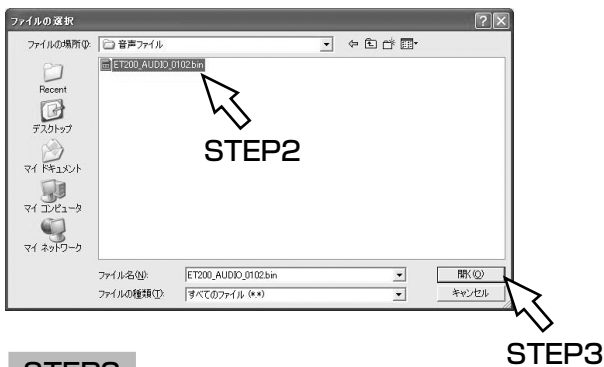 ファイルの選択
ファイルの場所(I):
音声ファイル
ET200_AUDIO_0102.bin
Recent
デスクトップ
マイ ドキュメント
マイ コンピュータ
マイ ネットワーク
STEP2
ファイル名(N):
ET200_AUDIO_0102.bin
開く(O)
ファイルの種類(T):
すべてのファイル (*.*)
キャンセル
STEP3